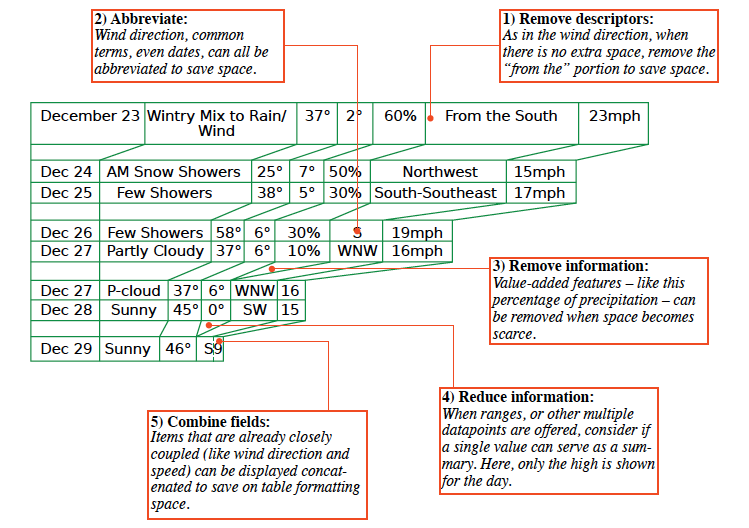 2) Abbreviate:
Wind direction, common
terms, even dates, can all be
abbreviated to save space.
1) Remove descriptors:
As in the wind direction, when
there is no extra space, remove the
“from the” portion to save space.
December 23 Wintry Mix to Rain/ 37° 2° 60% From the South 23mph
Wind
Dec 24 AM Snow Showers 25° 7° 50% Northwest 15mph
Dec 25 Few Showers 38° 5° 30% South-Southeast 17mph
Dec 26 Few Showers 58° 6° 30% S 19mph
Dec 27 Partly Cloudy 37° 6° 10% WNW 16mph
3) Remove information:
Value-added features – like this
percentage of precipitation – can
be removed when space becomes
scarce.
Dec 27 P-cloud 37° 6° WNW 16
Dec 28 Sunny 45° 0° SW 15
Dec 29 Sunny 46° S9
4) Reduce information:
When ranges, or other multiple
datapoints are offered, consider if
a single value can serve as a sum-
mary. Here, only the high is shown
for the day.
5) Combine fields:
Items that are already closely
coupled (like wind direction and
speed) can be displayed concat-
enated to save on table formatting
space.